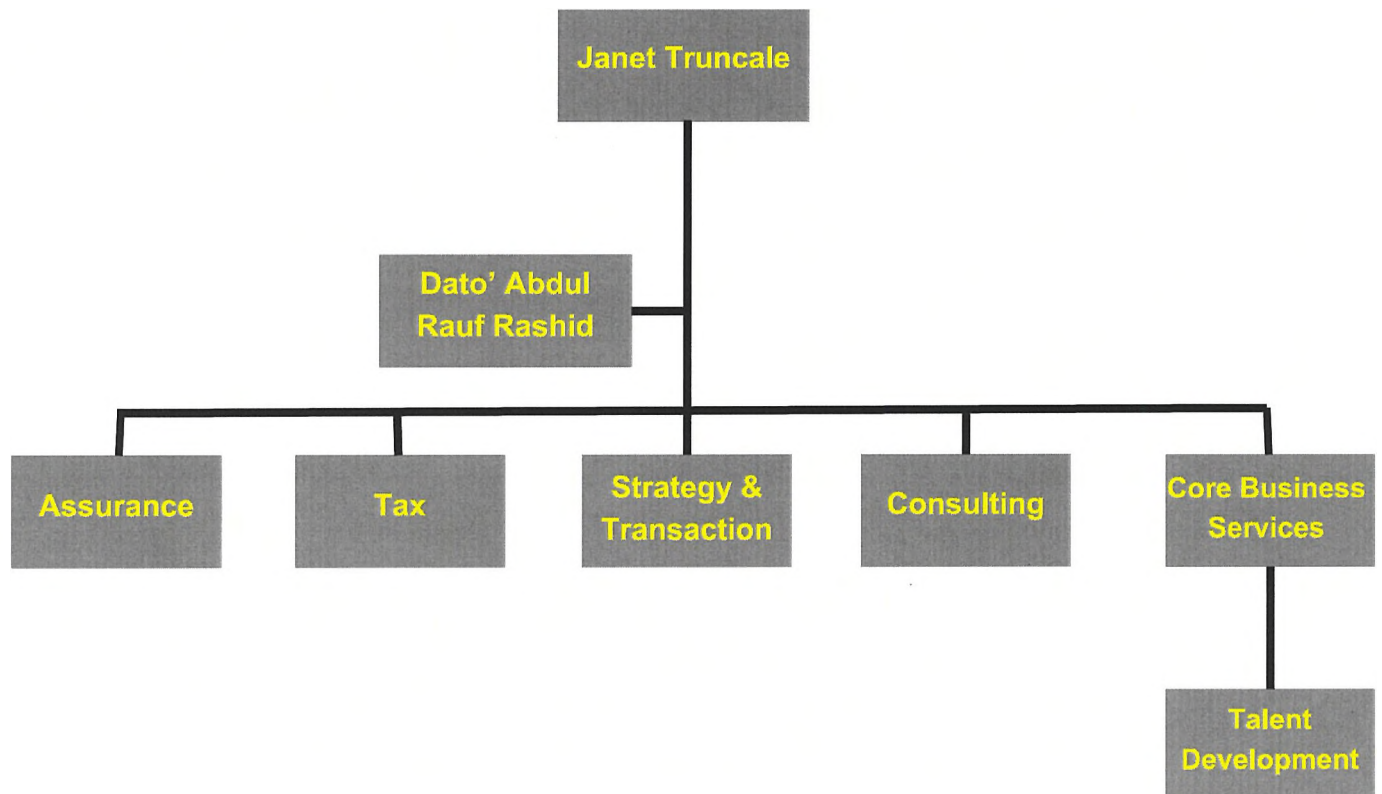 Janet Truncale
Dato’ Abdul
Rauf Rashid
Assurance
Tax
Strategy &
Transaction
Consulting
Core Business
Services
Talent
Development